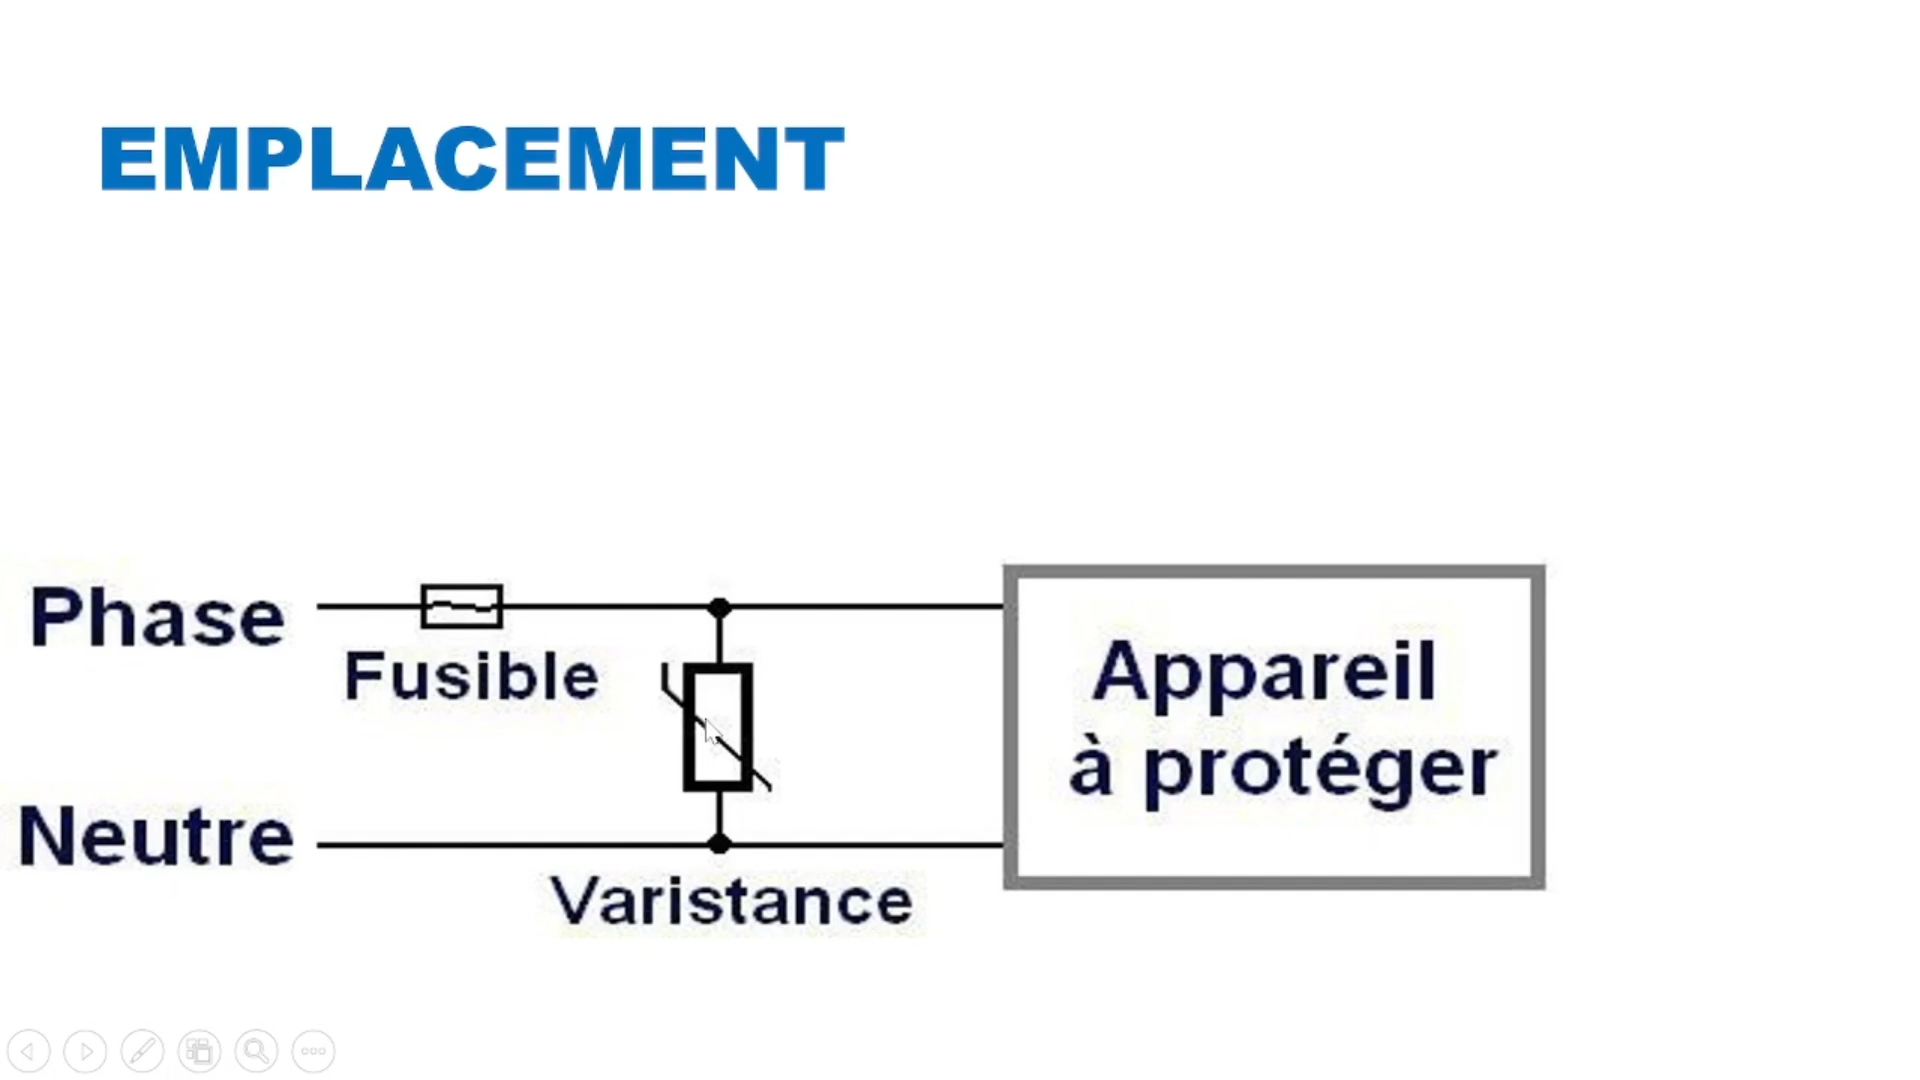 EMPLACEMENT
Phase
Fusible
Appareil
à protéger
Neutre
Varistance